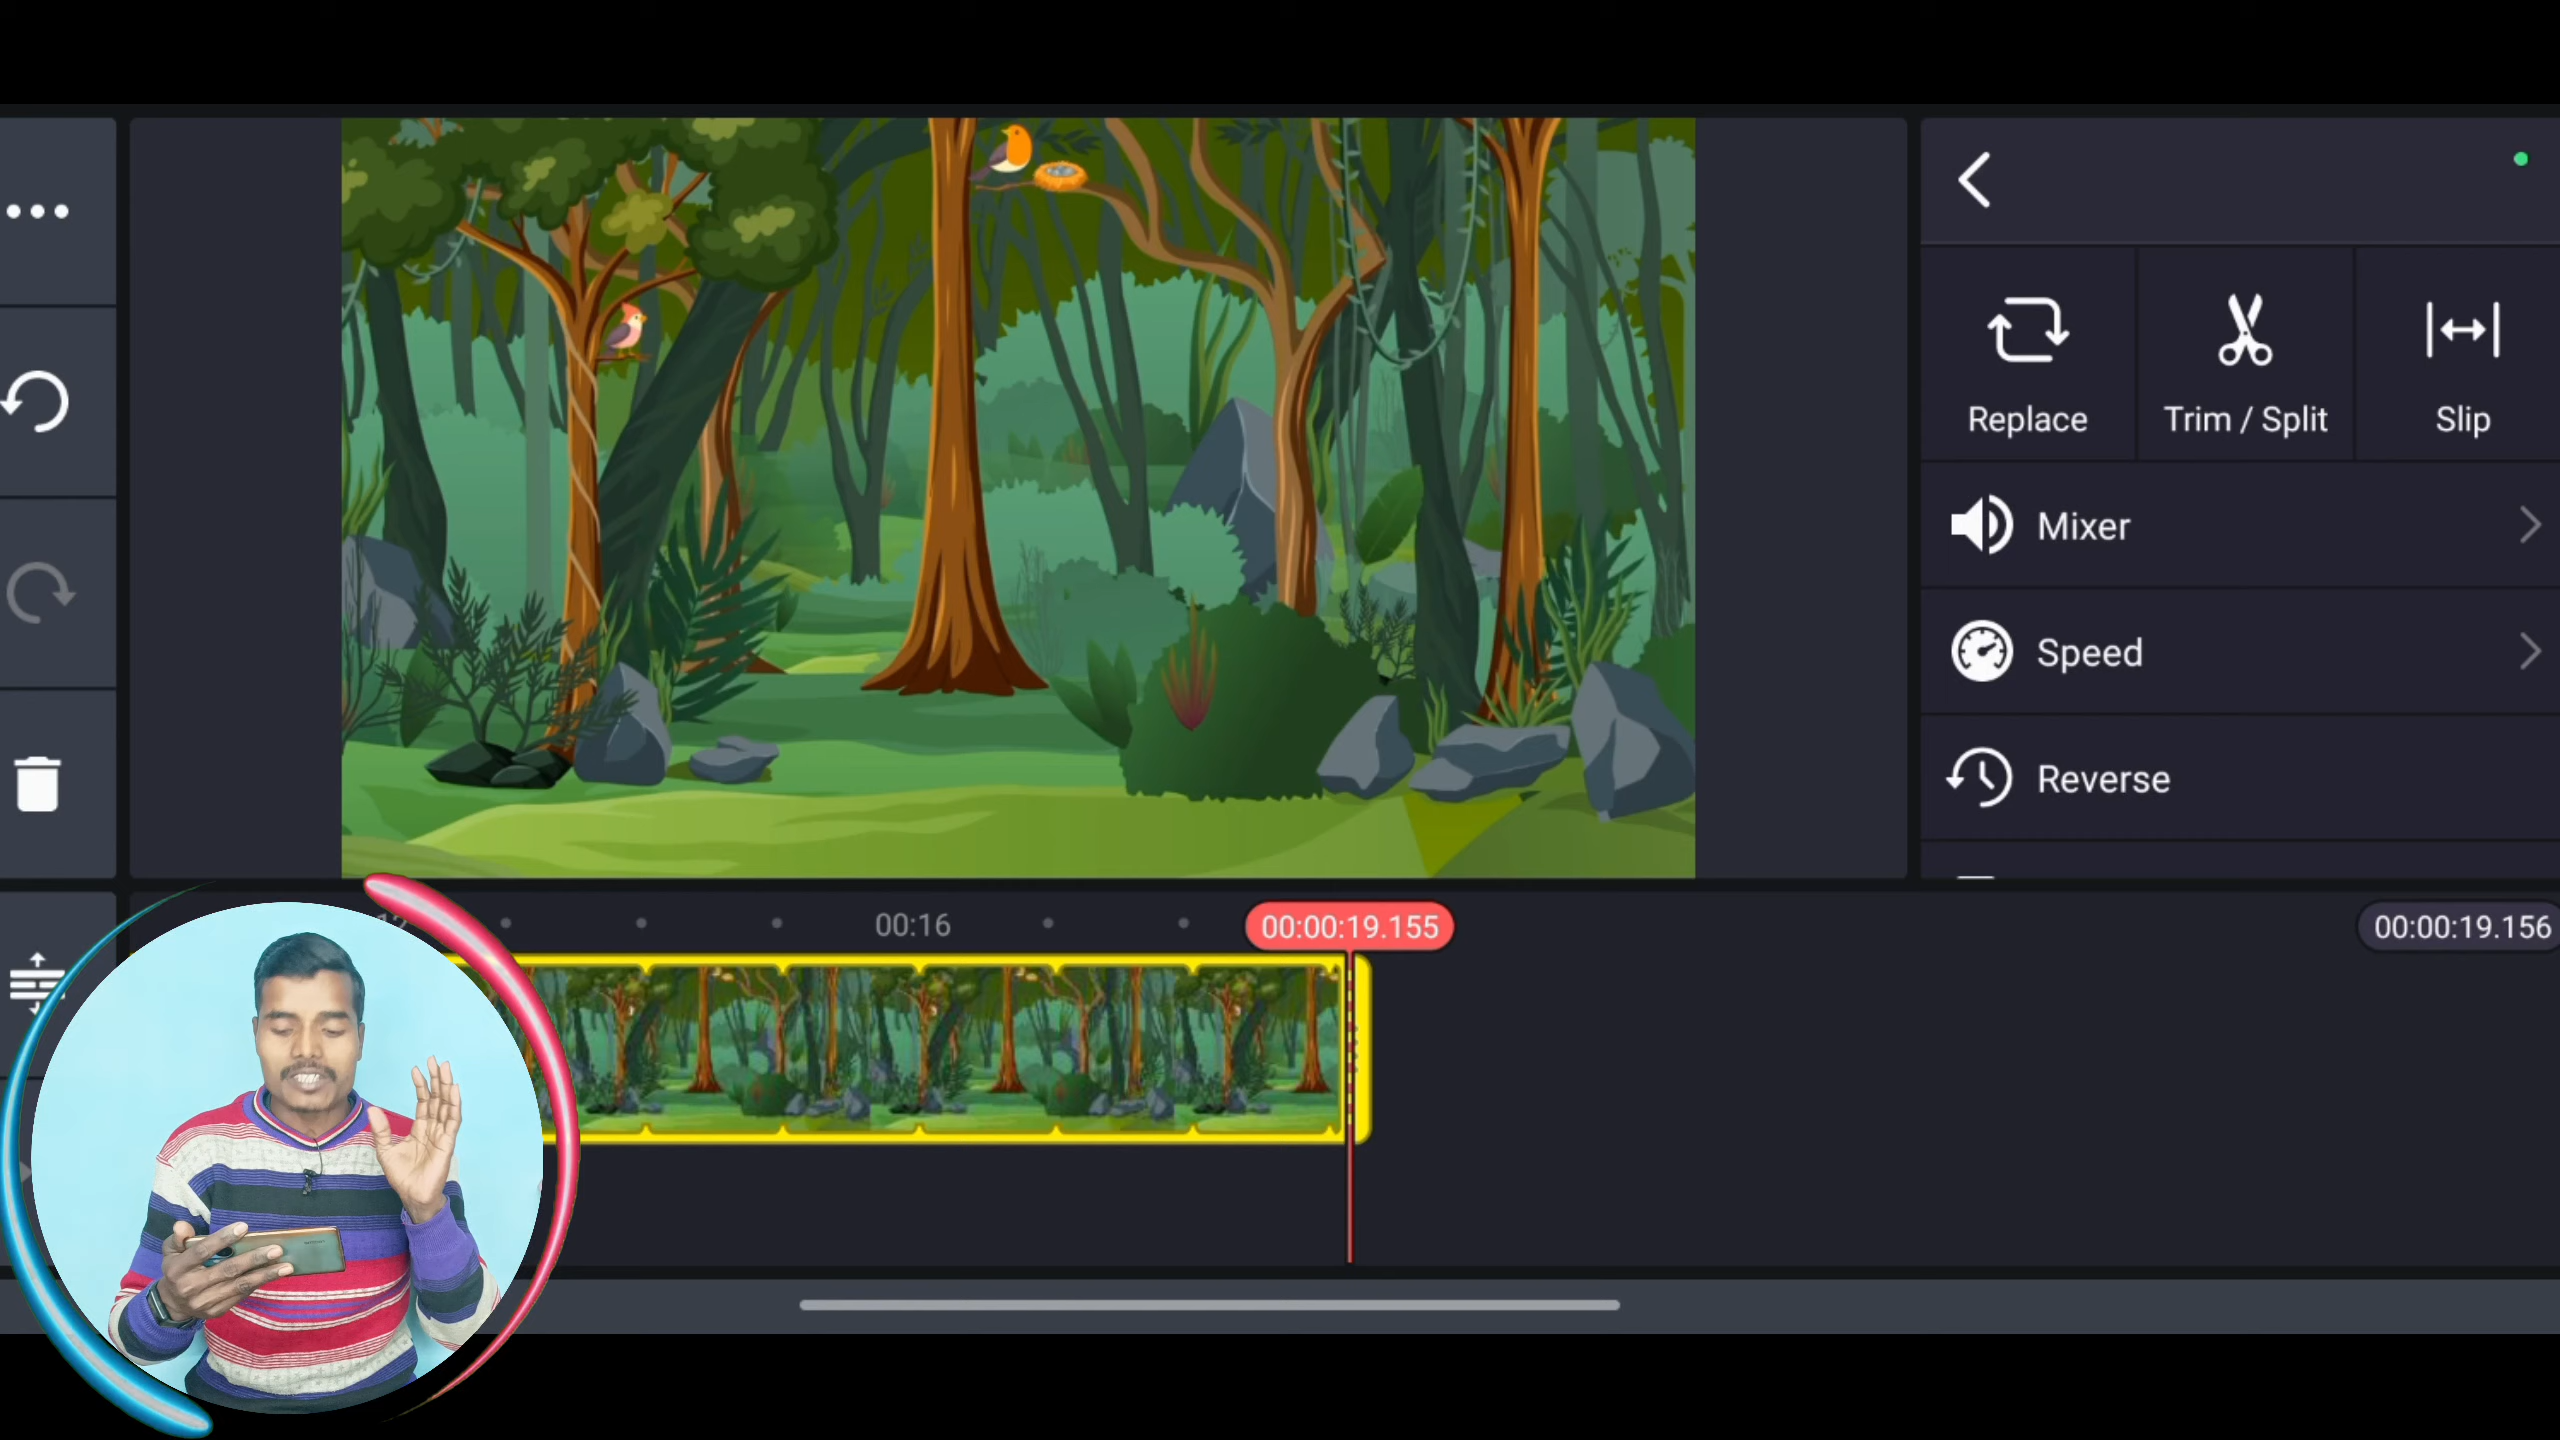 Replace
Trim / Split
Slip
Mixer
Speed
Reverse
00:16
00:00:19.155
00:00:19.156